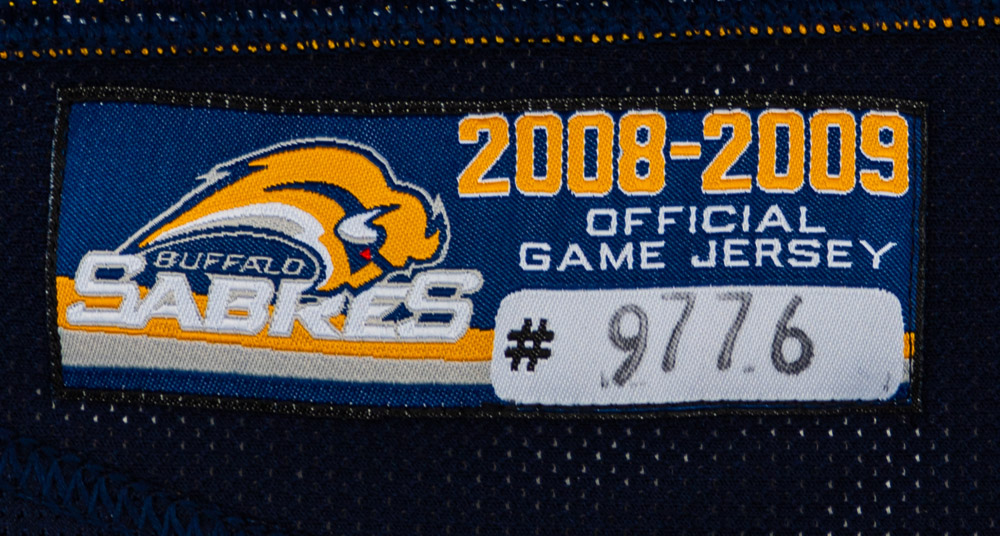 BUFFALO
SABRES
2008-2009
OFFICIAL
GAME JERSEY
# 9776